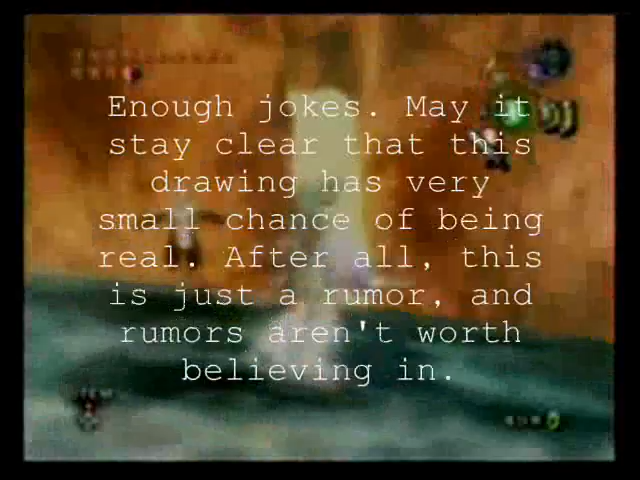 Enough jokes. May it
stay clear that this
drawing has very
small chance of being
real. After all, this
is just a rumor, and
rumors aren't worth
believing in.